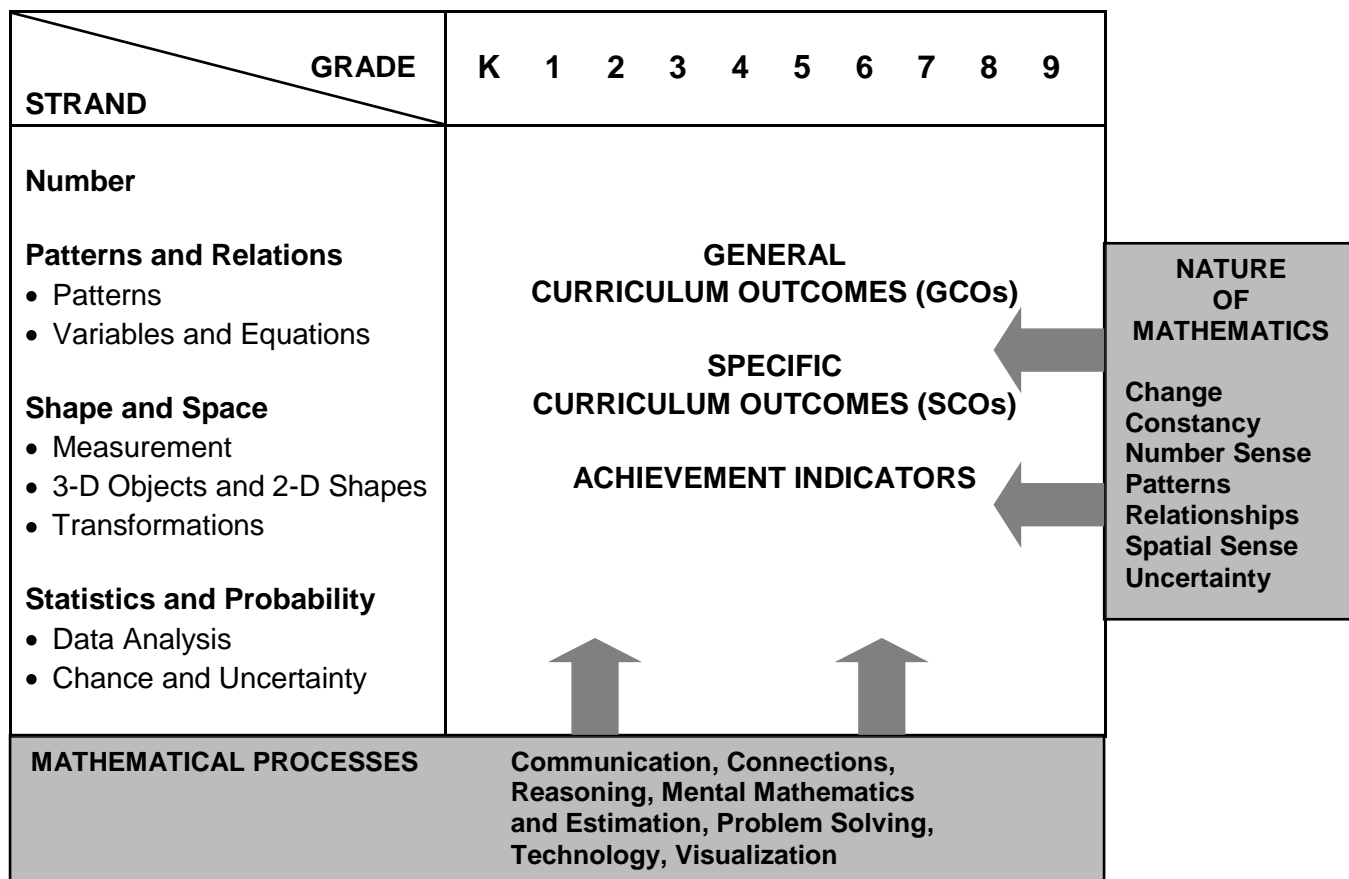 GRADE
STRAND
K 1 2 3 4 5 6 7 8 9
Number
Patterns and Relations
• Patterns
• Variables and Equations
Shape and Space
• Measurement
• 3-D Objects and 2-D Shapes
• Transformations
Statistics and Probability
• Data Analysis
• Chance and Uncertainty
GENERAL
CURRICULUM OUTCOMES (GCOs)
SPECIFIC
CURRICULUM OUTCOMES (SCOs)
ACHIEVEMENT INDICATORS
NATURE
OF
MATHEMATICS
Change
Constancy
Number Sense
Patterns
Relationships
Spatial Sense
Uncertainty
MATHEMATICAL PROCESSES
Communication, Connections,
Reasoning, Mental Mathematics
and Estimation, Problem Solving,
Technology, Visualization